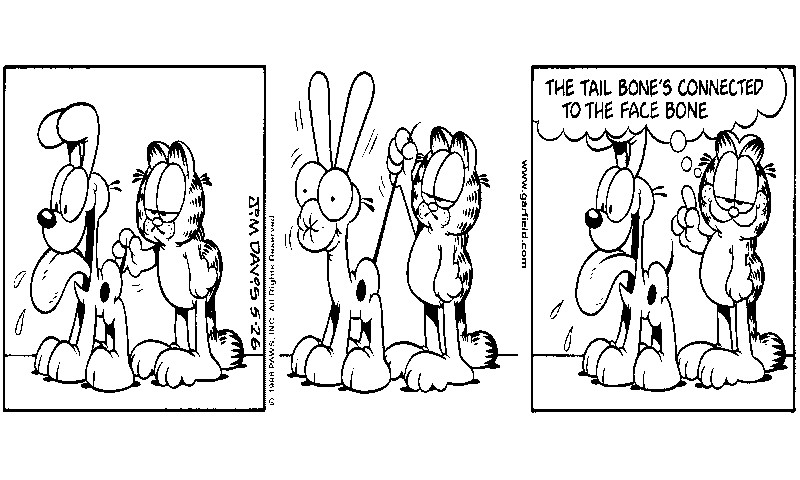 JIM DAVIS 5-26
© 1998 PAWS, INC. All Rights Reserved.
www.garfield.com
THE TAIL BONE'S CONNECTED
TO THE FACE BONE